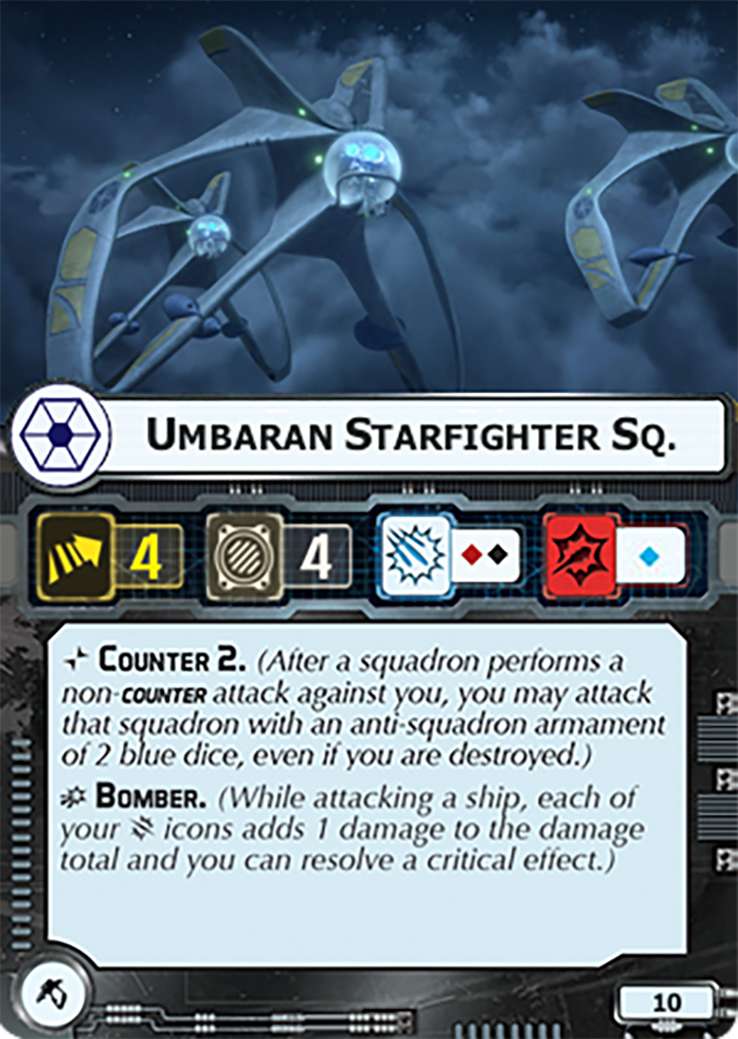 UMBARAN STARFIGHTER SQ.
4 4
COUNTER 2. (After a squadron performs a
non-COUNTER attack against you, you may attack
that squadron with an anti-squadron armament
of 2 blue dice, even if you are destroyed.)
BOMBER. (While attacking a ship, each of
your icons adds 1 damage to the damage
total and you can resolve a critical effect.)
10